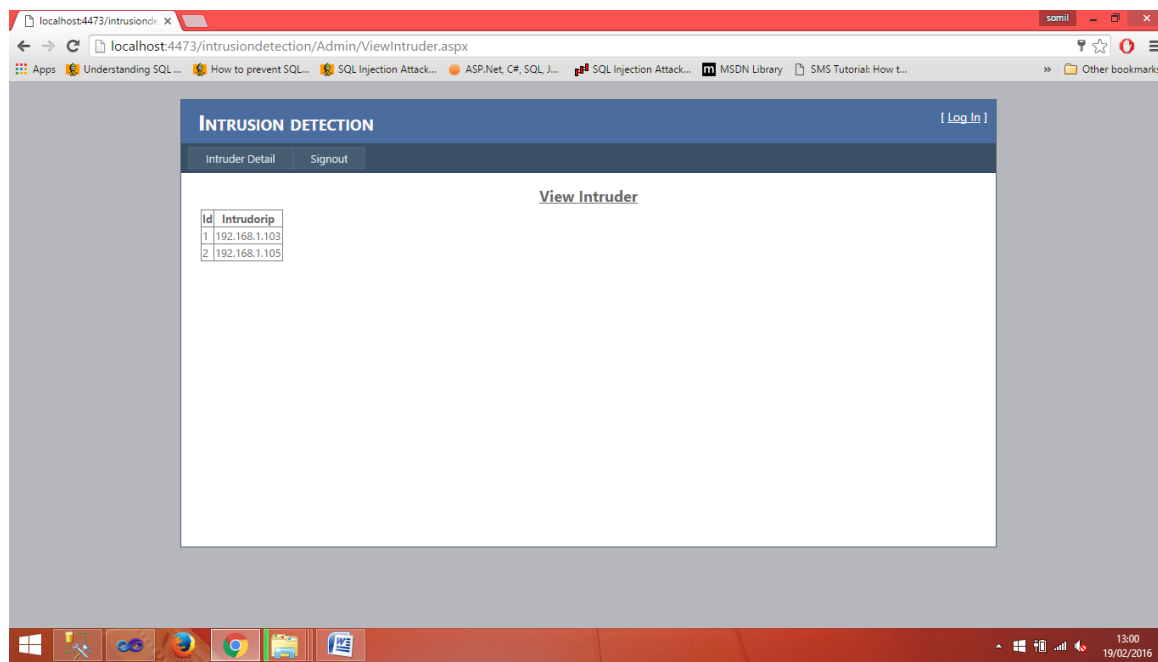 localhost:4473/intrusionde
somil
localhost:4473/intrusiondetection/Admin/ViewIntruder.aspx
Apps Understanding SQL ... How to prevent SQL... SQL Injection Attack... ASP.Net, C#, SQL, J... SQL Injection Attack... MSDN Library SMS Tutorial: How t... » Other bookmarks
INTRUSION DETECTION
[ Log In ]
Intruder Detail Signout
View Intruder
Id Intrudorip
1 192.168.1.103
2 192.168.1.105
13:00
19/02/2016